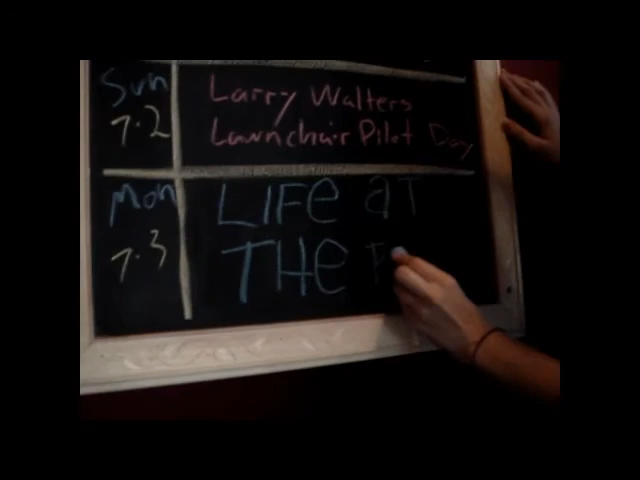 Sun
7.2
Larry Walters
Lawnchair Pilot Day
Mon
7.3
LIFe aT
THe